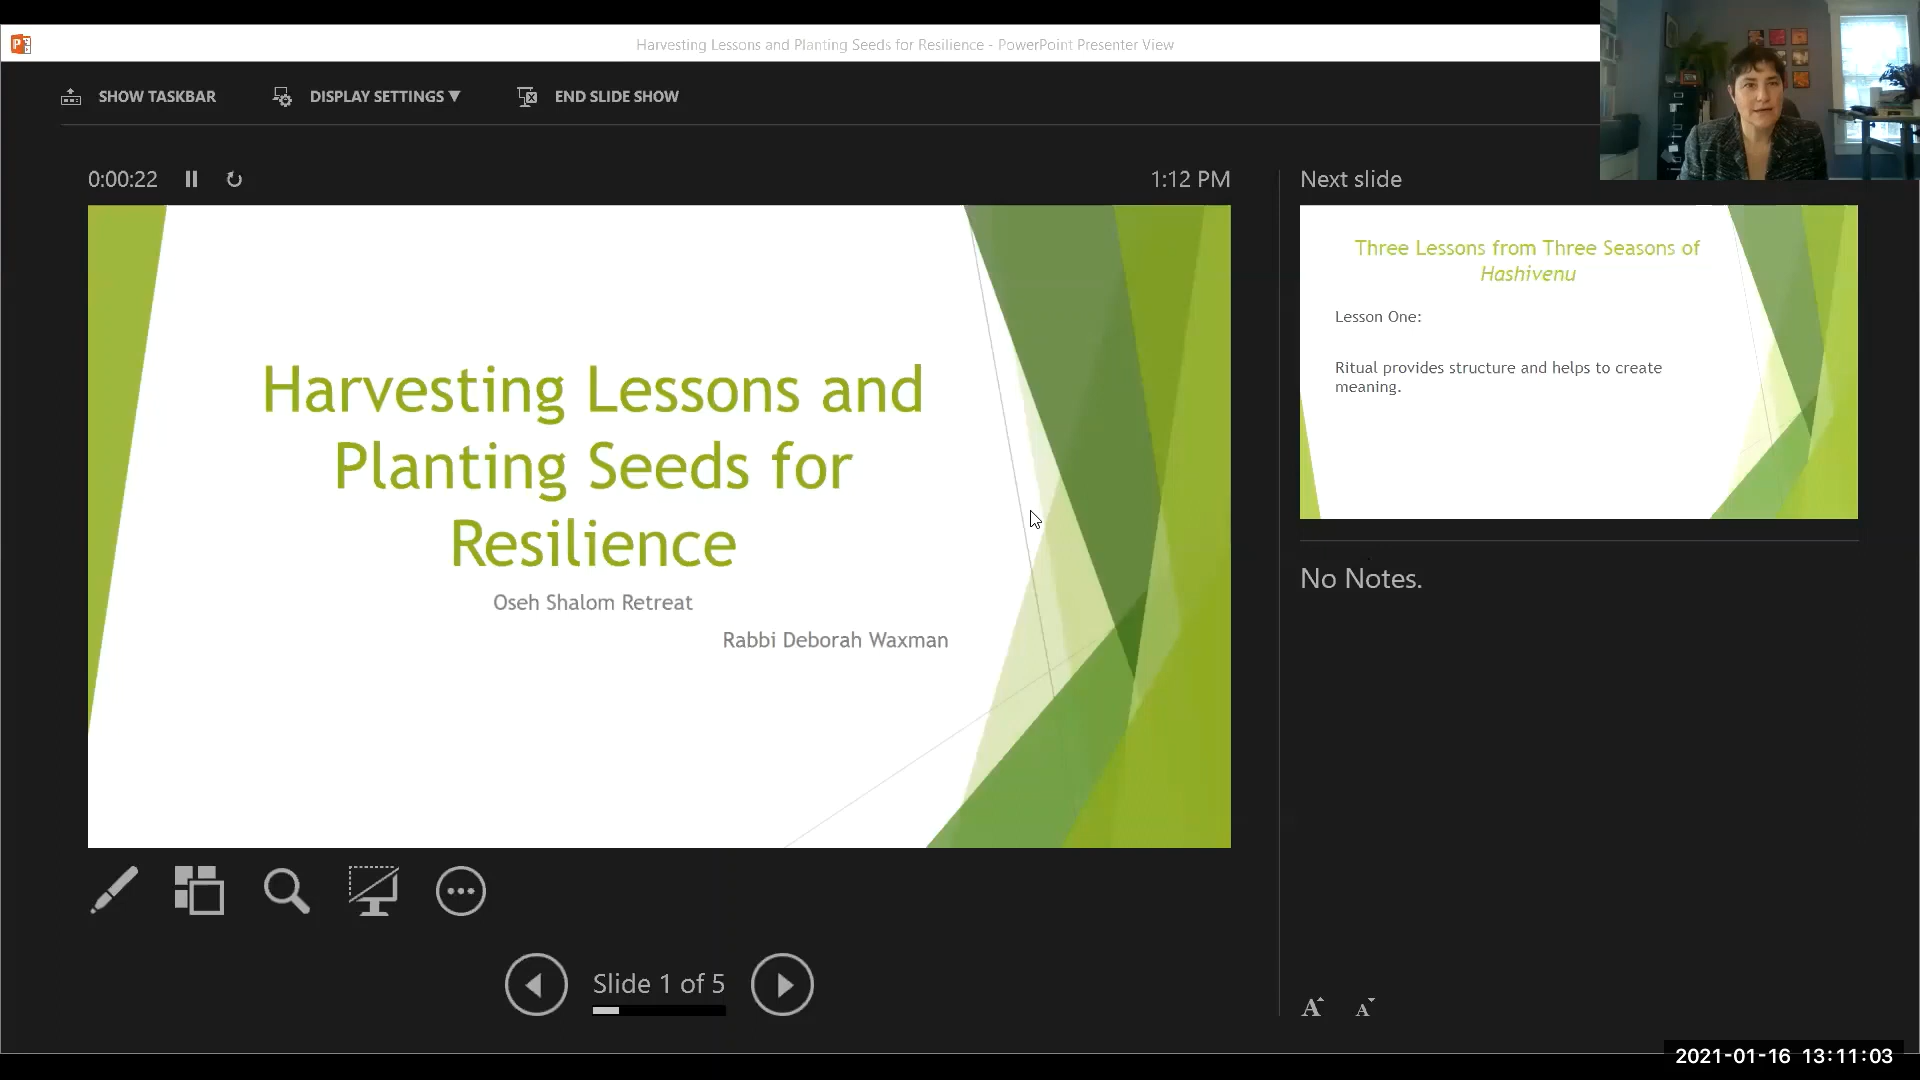 Harvesting Lessons and Planting Seeds for Resilience - PowerPoint Presenter View
SHOW TASKBAR
DISPLAY SETTINGS ▼
END SLIDE SHOW
0:00:22
1:12 PM
Harvesting Lessons and
Planting Seeds for
Resilience
Oseh Shalom Retreat
Rabbi Deborah Waxman
Slide 1 of 5
Next slide
Three Lessons from Three Seasons of
Hashivenu
Lesson One:
Ritual provides structure and helps to create
meaning.
No Notes.
A A
2021-01-16 13:11:03